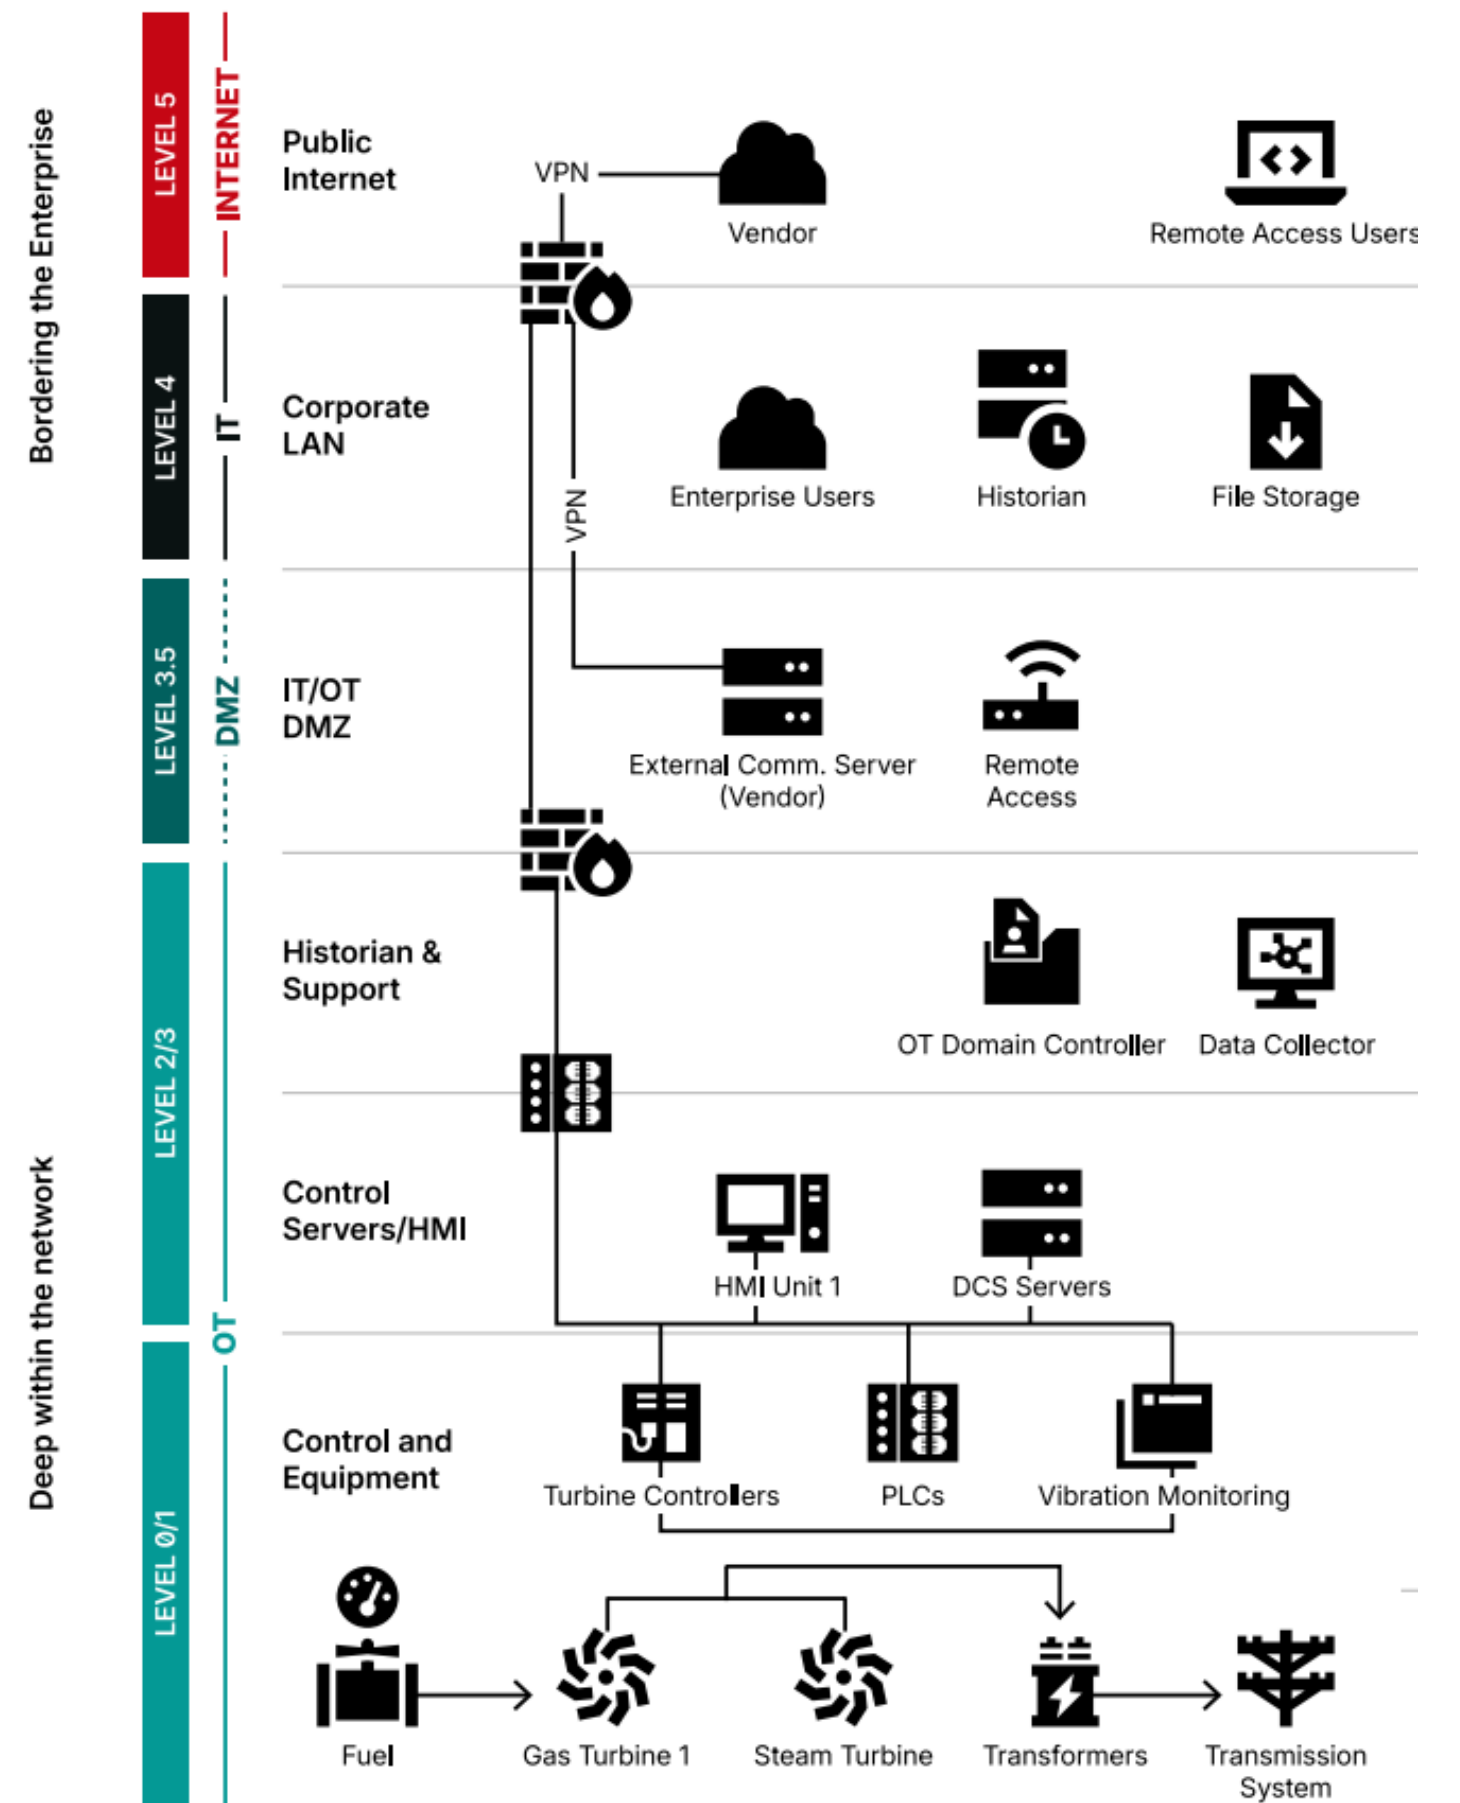 Bordering the Enterprise
LEVEL 5
INTERNET
Public
Internet
VPN
Vendor
Remote Access Users
LEVEL 4
IT
Corporate
LAN
VPN
Enterprise Users
Historian
File Storage
LEVEL 3.5
DMZ
IT/OT
DMZ
External Comm. Server
(Vendor)
Remote
Access
Deep within the network
LEVEL 2/3
OT
Historian &
Support
OT Domain Controller
Data Collector
Control
Servers/HMI
HMI Unit 1
DCS Servers
LEVEL 0/1
Control and
Equipment
Turbine Controllers
PLCs
Vibration Monitoring
Fuel
Gas Turbine 1
Steam Turbine
Transformers
Transmission
System